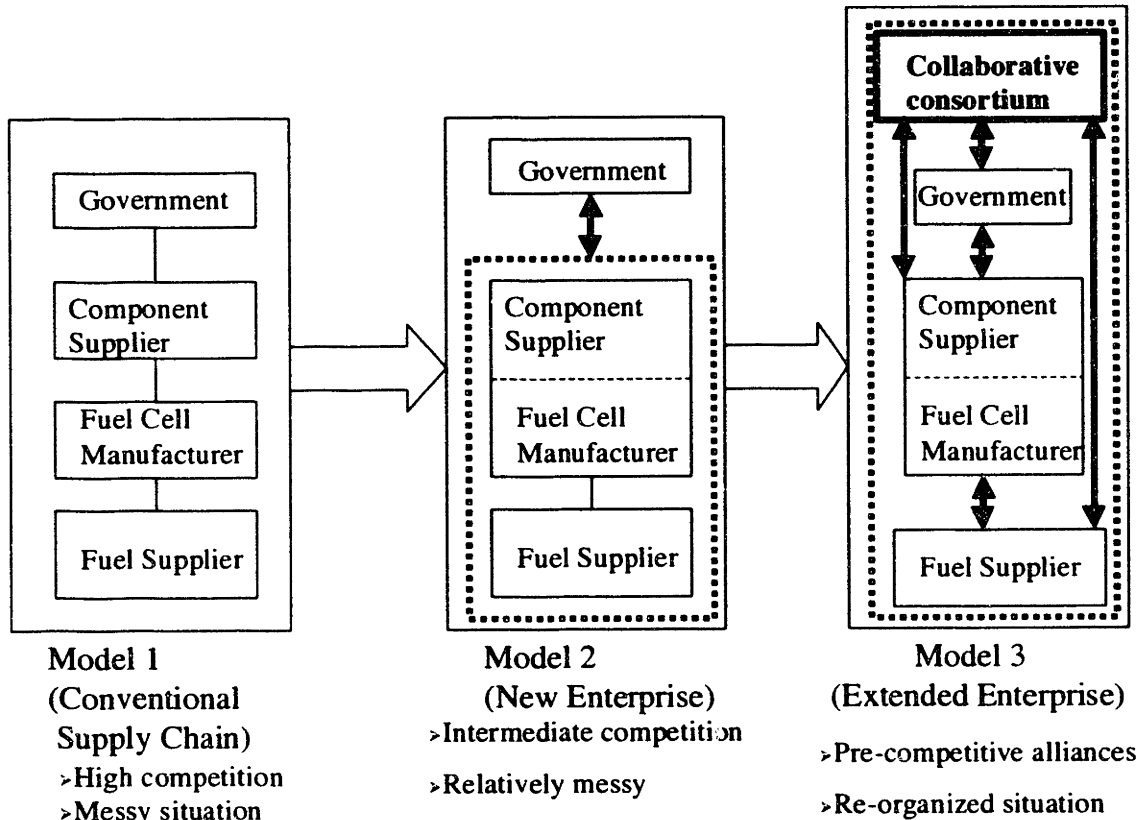 Government
Component
Supplier
Fuel Cell
Manufacturer
Fuel Supplier
Model 1
(Conventional
Supply Chain)
➢High competition
➢Messy situation
Government
Component
Supplier
Fuel Cell
Manufacturer
Fuel Supplier
Model 2
(New Enterprise)
➢Intermediate competition
➢Relatively messy
Collaborative
consortium
Government
Component
Supplier
Fuel Cell
Manufacturer
Fuel Supplier
Model 3
(Extended Enterprise)
➢Pre-competitive alliances
➢Re-organized situation